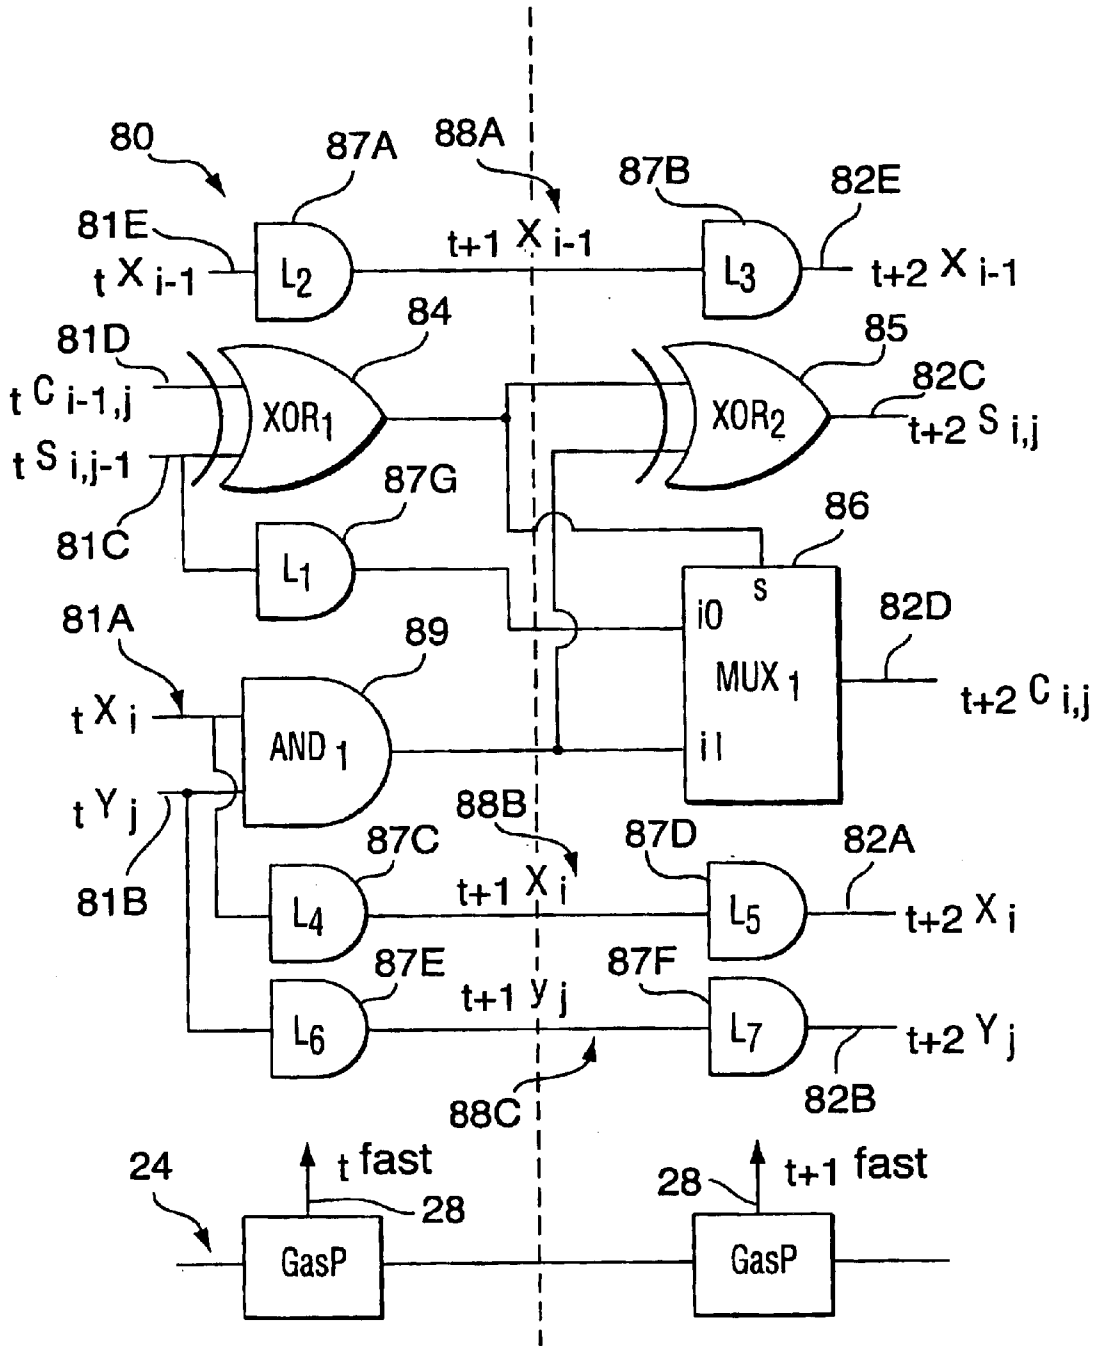 80
87A
88A
87B
82E
81E
t X i-1
L2
t+1 X i-1
L3
t+2 X i-1
81D
84
85
t C i-1,j
XOR1
XOR2
82C
t S i,j-1
t+2 S i,j
81C
87G
L1
86
s
i0
MUX 1
i1
82D
t+2 C i,j
81A
89
t X i
AND 1
t Y j
81B
87C
88B
87D
82A
L4
t+1 X i
L5
t+2 X i
87E
87F
L6
t+1 y j
L7
t+2 Y j
88C
82B
24
t fast
28
28
t+1 fast
GasP
GasP